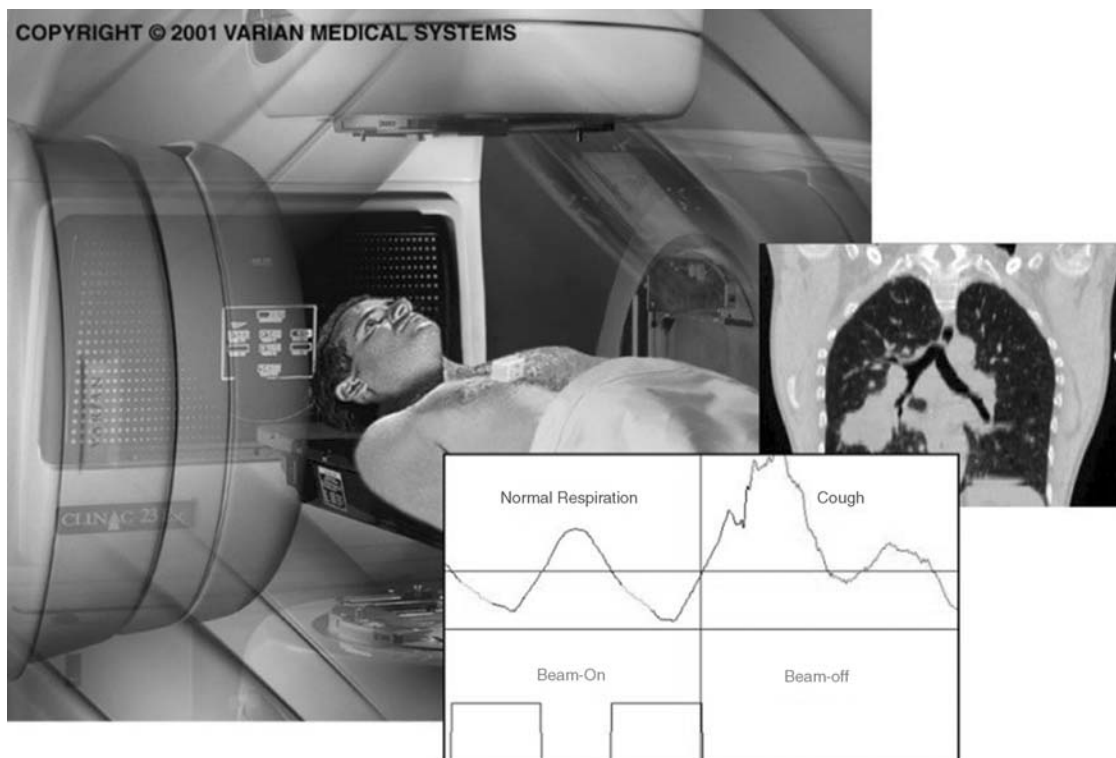 COPYRIGHT © 2001 VARIAN MEDICAL SYSTEMS
CLINAC 23
Normal Respiration
Cough
Beam-On
Beam-off